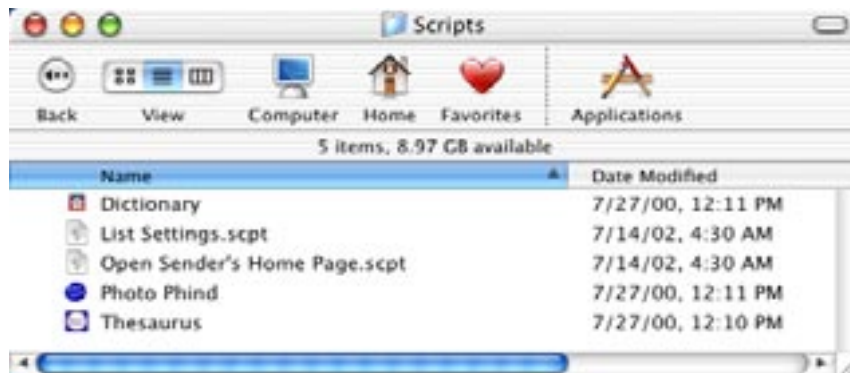 Scripts
Back View Computer Home Favorites Applications
5 items, 8.97 GB available
Name Date Modified
Dictionary 7/27/00, 12:11 PM
List Settings.scpt 7/14/02, 4:30 AM
Open Sender's Home Page.scpt 7/14/02, 4:30 AM
Photo Phind 7/27/00, 12:11 PM
Thesaurus 7/27/00, 12:10 PM